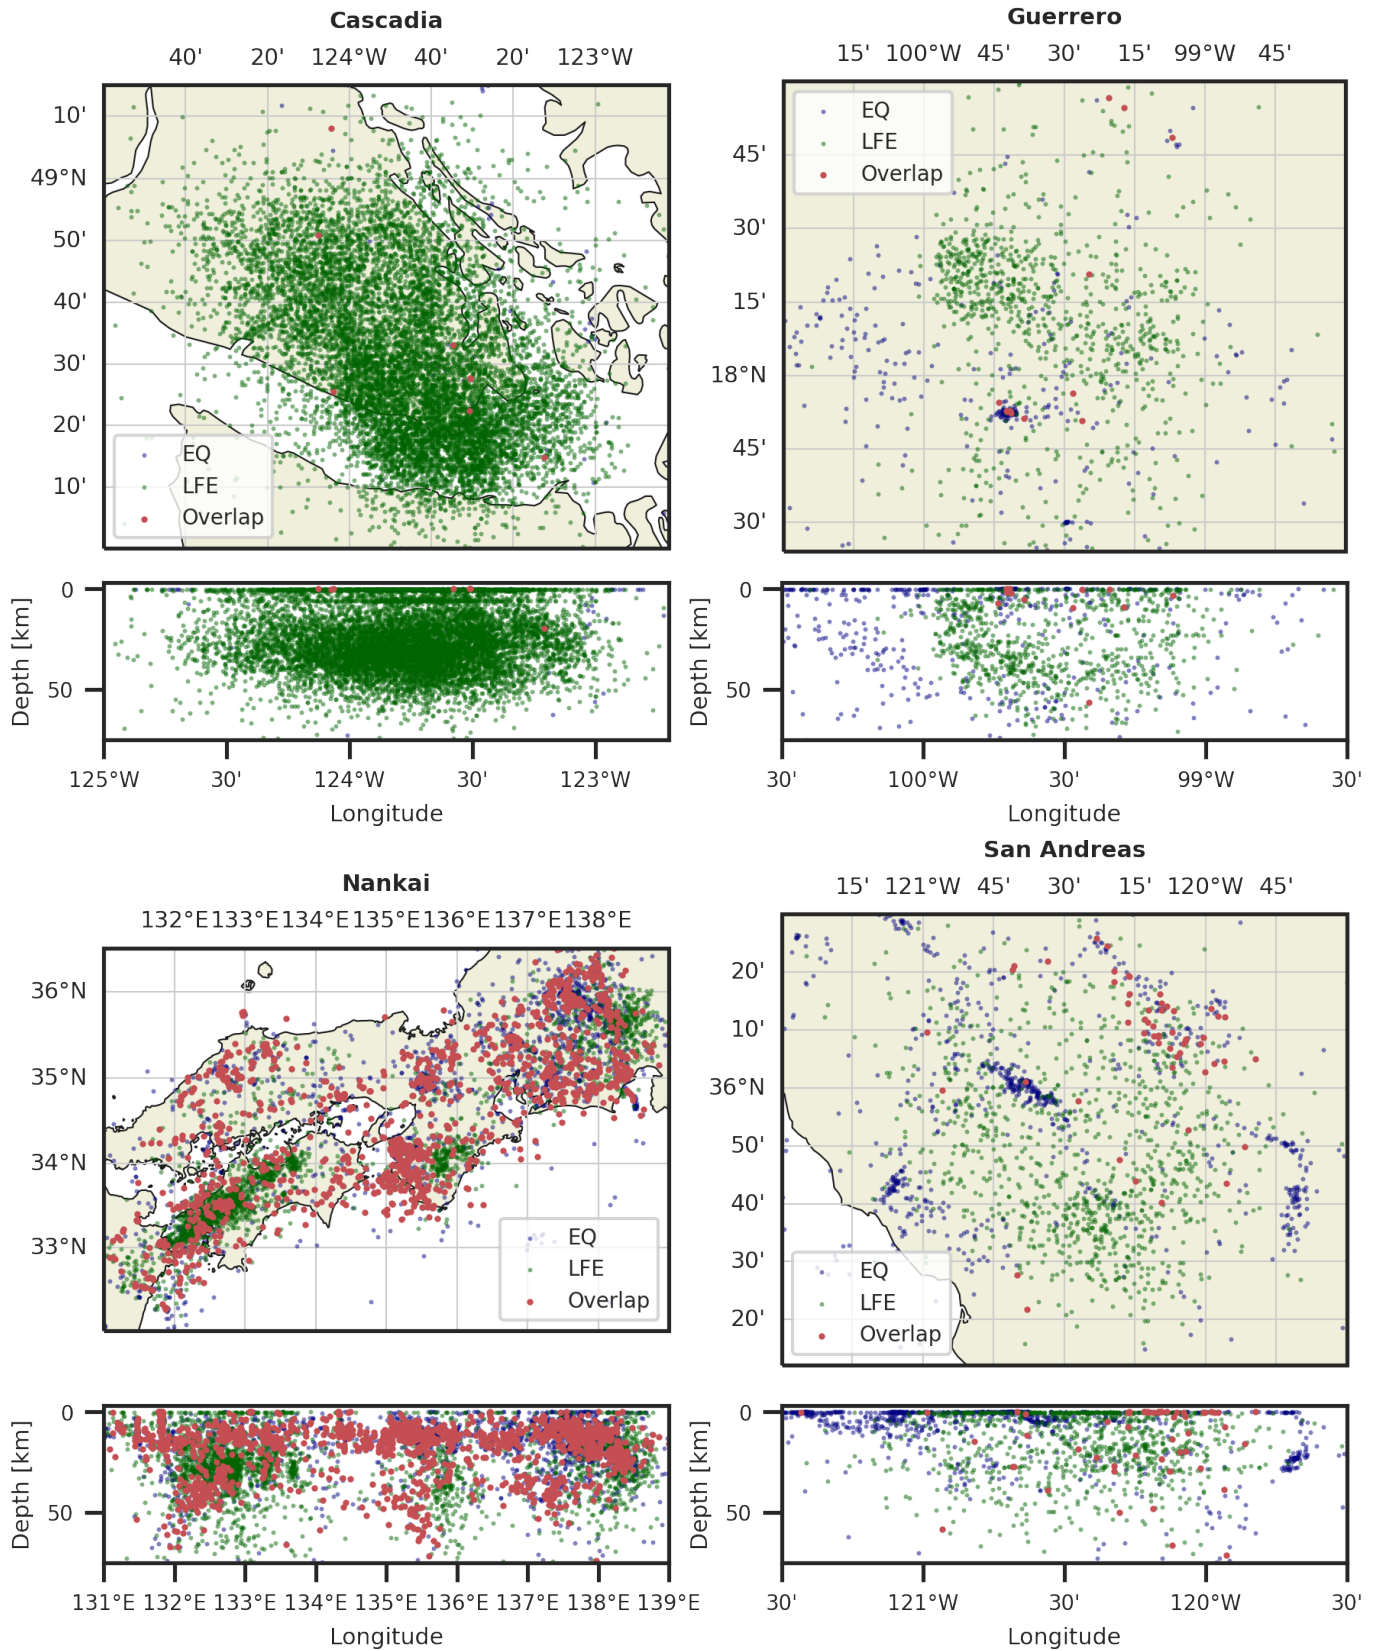 Cascadia
40' 20' 124°W 40' 20' 123°W
10'
49°N
50'
40'
30'
20'
10'
EQ
LFE
Overlap
0
50
Depth [km]
125°W 30' 124°W 30' 123°W
Longitude
Guerrero
15' 100°W 45' 30' 15' 99°W 45'
EQ
LFE
Overlap
45'
30'
15'
18°N
45'
30'
0
50
Depth [km]
30' 100°W 30' 99°W 30'
Longitude
Nankai
132°E 133°E 134°E 135°E 136°E 137°E 138°E
36°N
35°N
34°N
33°N
EQ
LFE
Overlap
0
50
Depth [km]
131°E 132°E 133°E 134°E 135°E 136°E 137°E 138°E 139°E
Longitude
San Andreas
15' 121°W 45' 30' 15' 120°W 45'
20'
10'
36°N
50'
40'
30'
20'
EQ
LFE
Overlap
0
50
Depth [km]
30' 121°W 30' 120°W 30'
Longitude